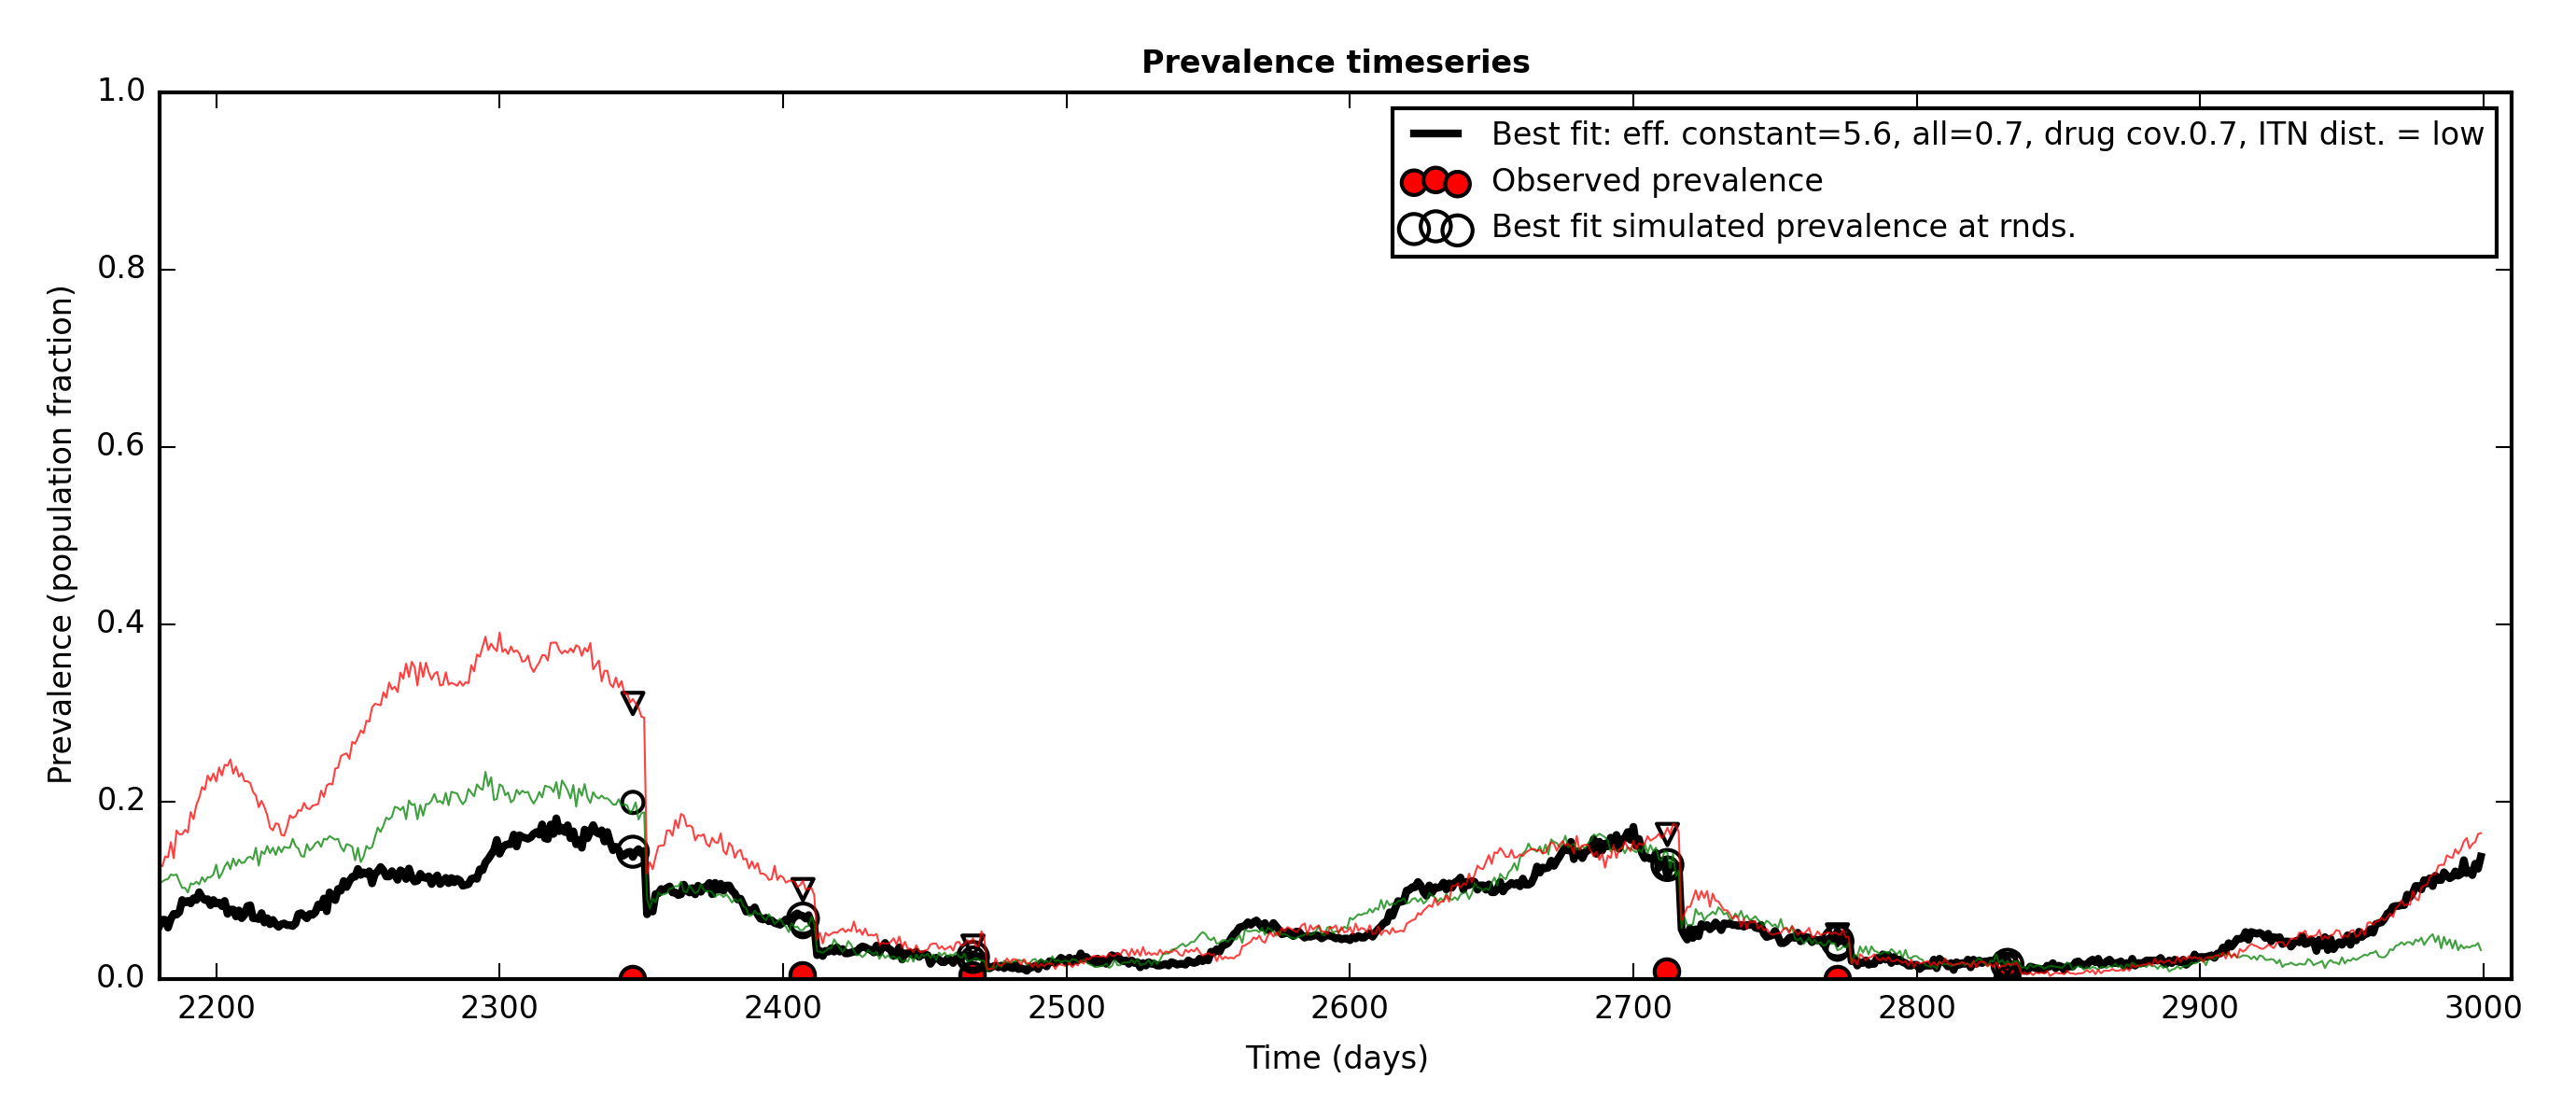 Prevalence timeseries
1.0
0.8
0.6
0.4
0.2
0.0
Prevalence (population fraction)
Best fit: eff. constant=5.6, all=0.7, drug cov.0.7, ITN dist. = low
Observed prevalence
Best fit simulated prevalence at rnds.
2200 2300 2400 2500 2600 2700 2800 2900 3000
Time (days)